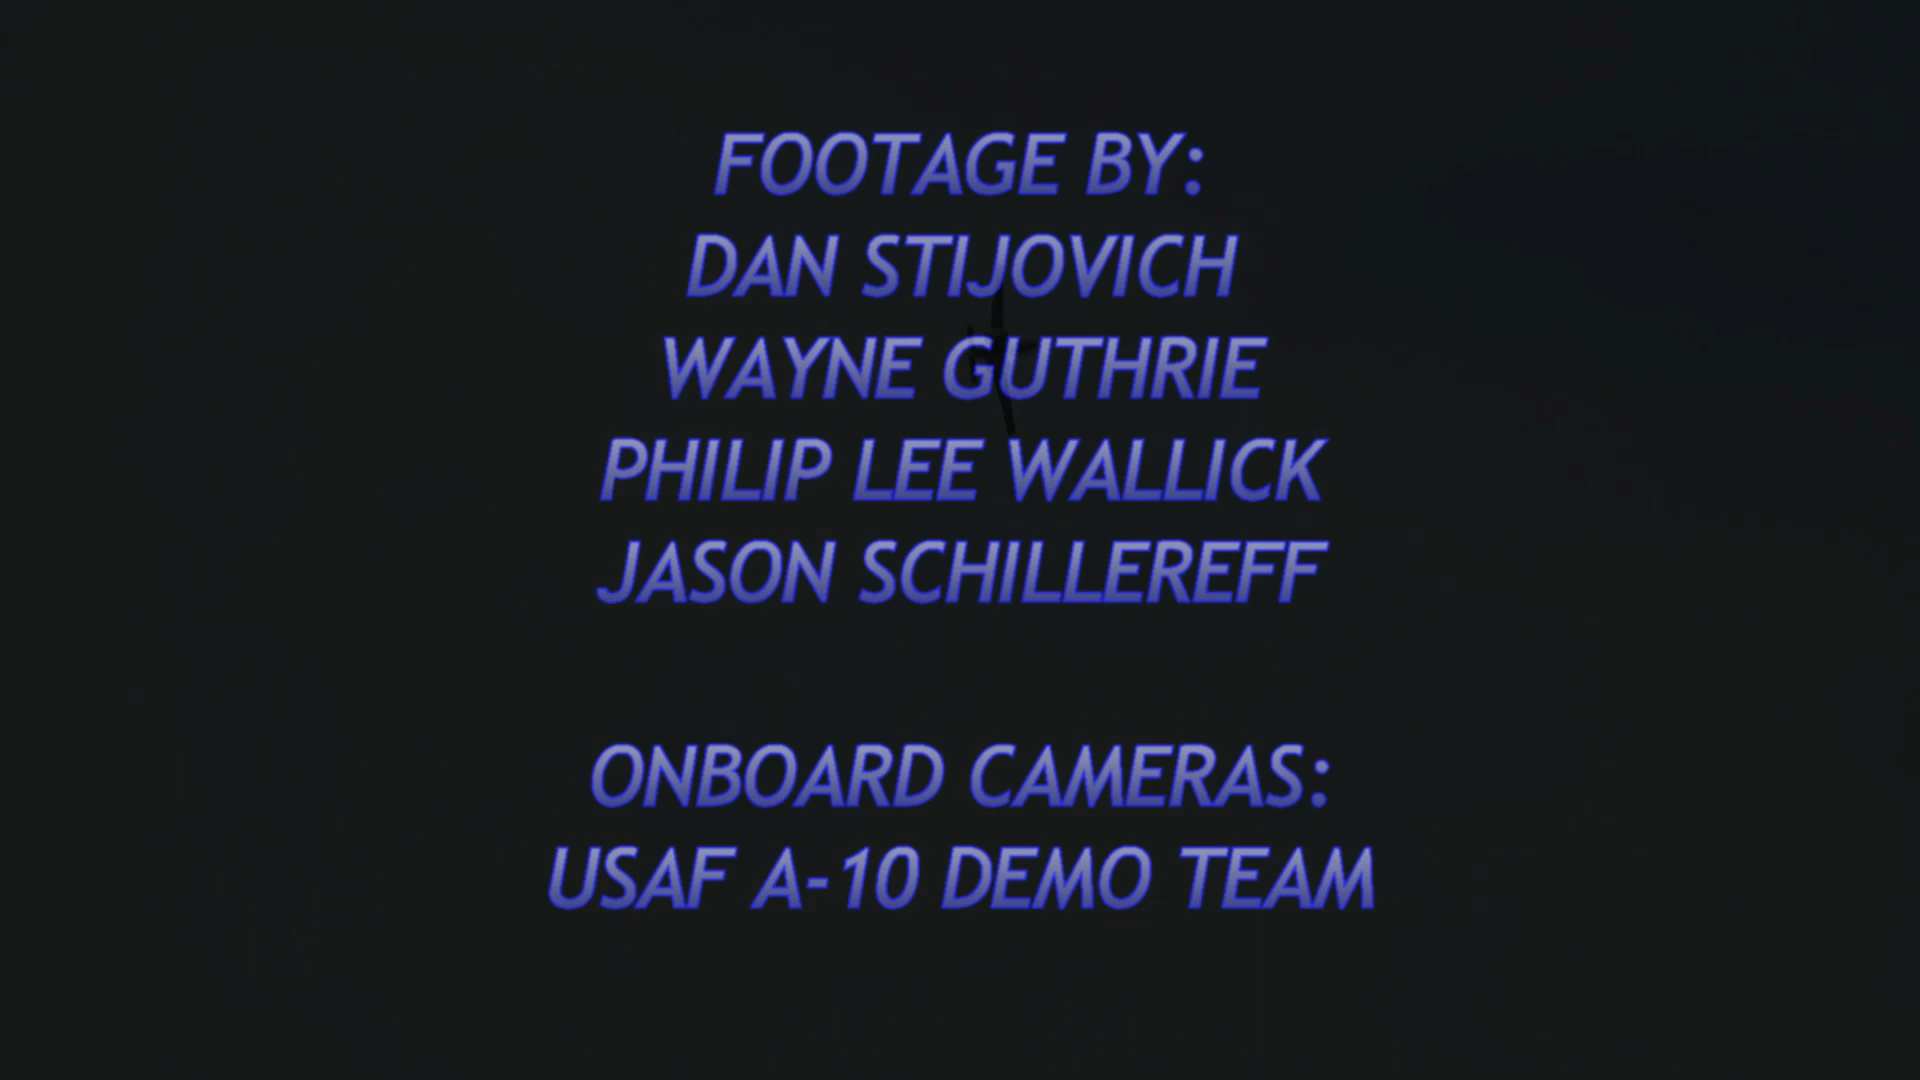 FOOTAGE BY:
DAN STIJOVICH
WAYNE GUTHRIE
PHILIP LEE WALLICK
JASON SCHILLEREFF
ONBOARD CAMERAS:
USAF A-10 DEMO TEAM